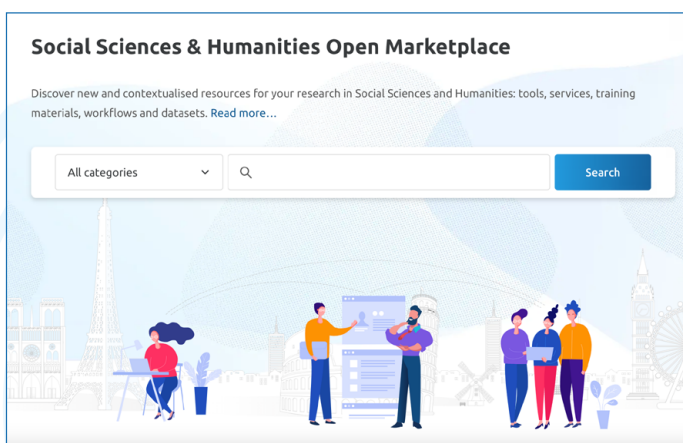 Social Sciences & Humanities Open Marketplace
Discover new and contextualised resources for your research in Social Sciences and Humanities: tools, services, training
materials, workflows and datasets. Read more...
All categories
Search